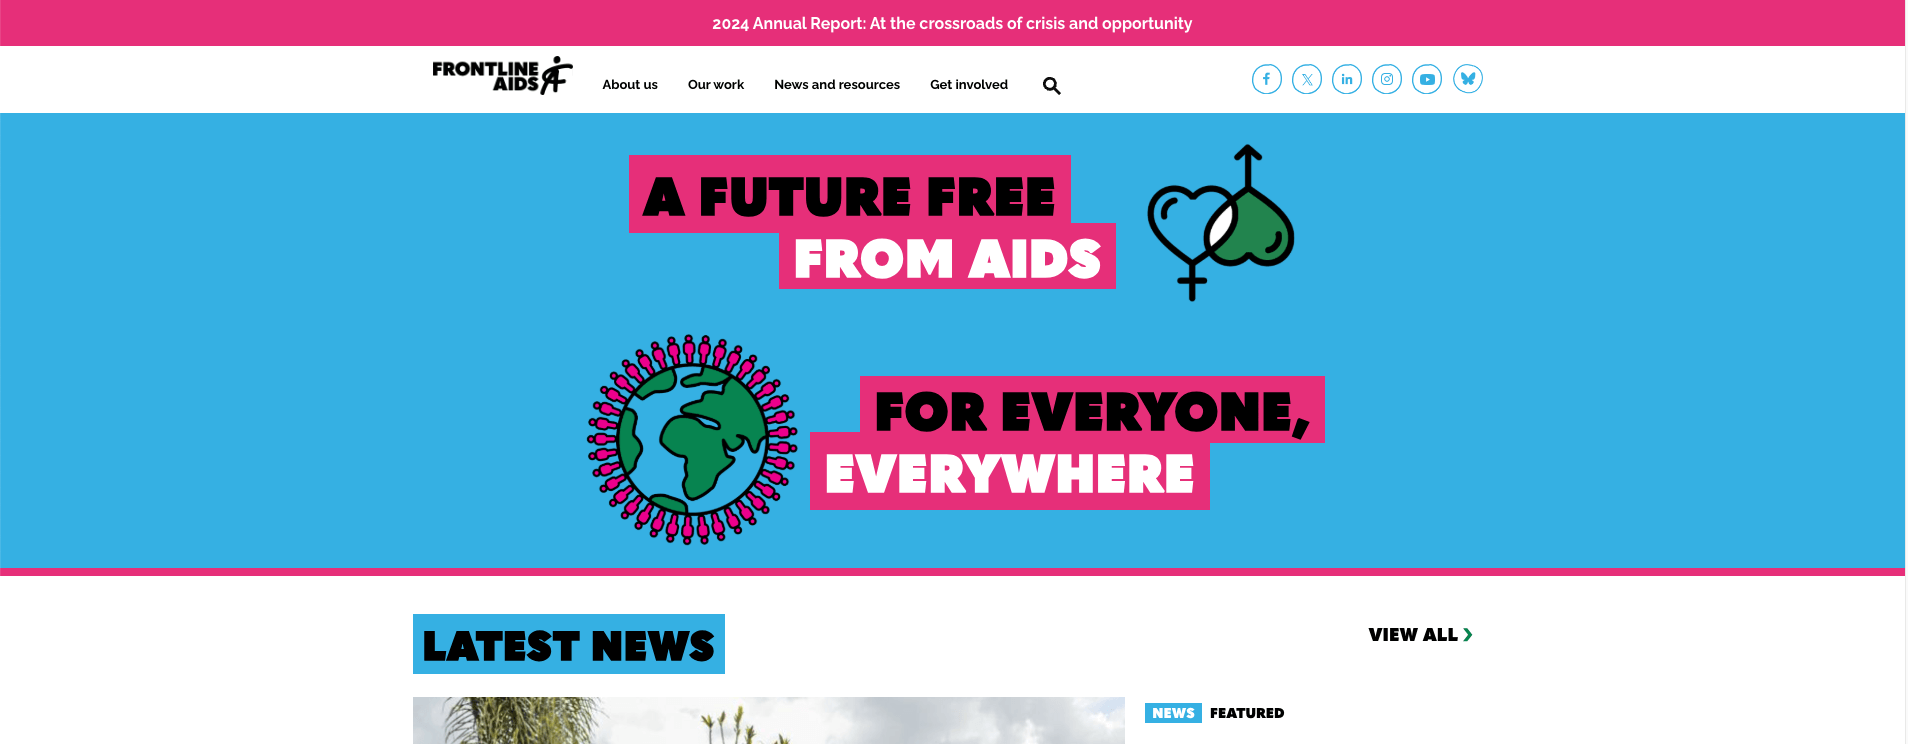 2024 Annual Report: At the crossroads of crisis and opportunity
FRONTLINE
AIDS
About us
Our work
News and resources
Get involved
A FUTURE FREE
FROM AIDS
FOR EVERYONE,
EVERYWHERE
LATEST NEWS
VIEW ALL
NEWS FEATURED